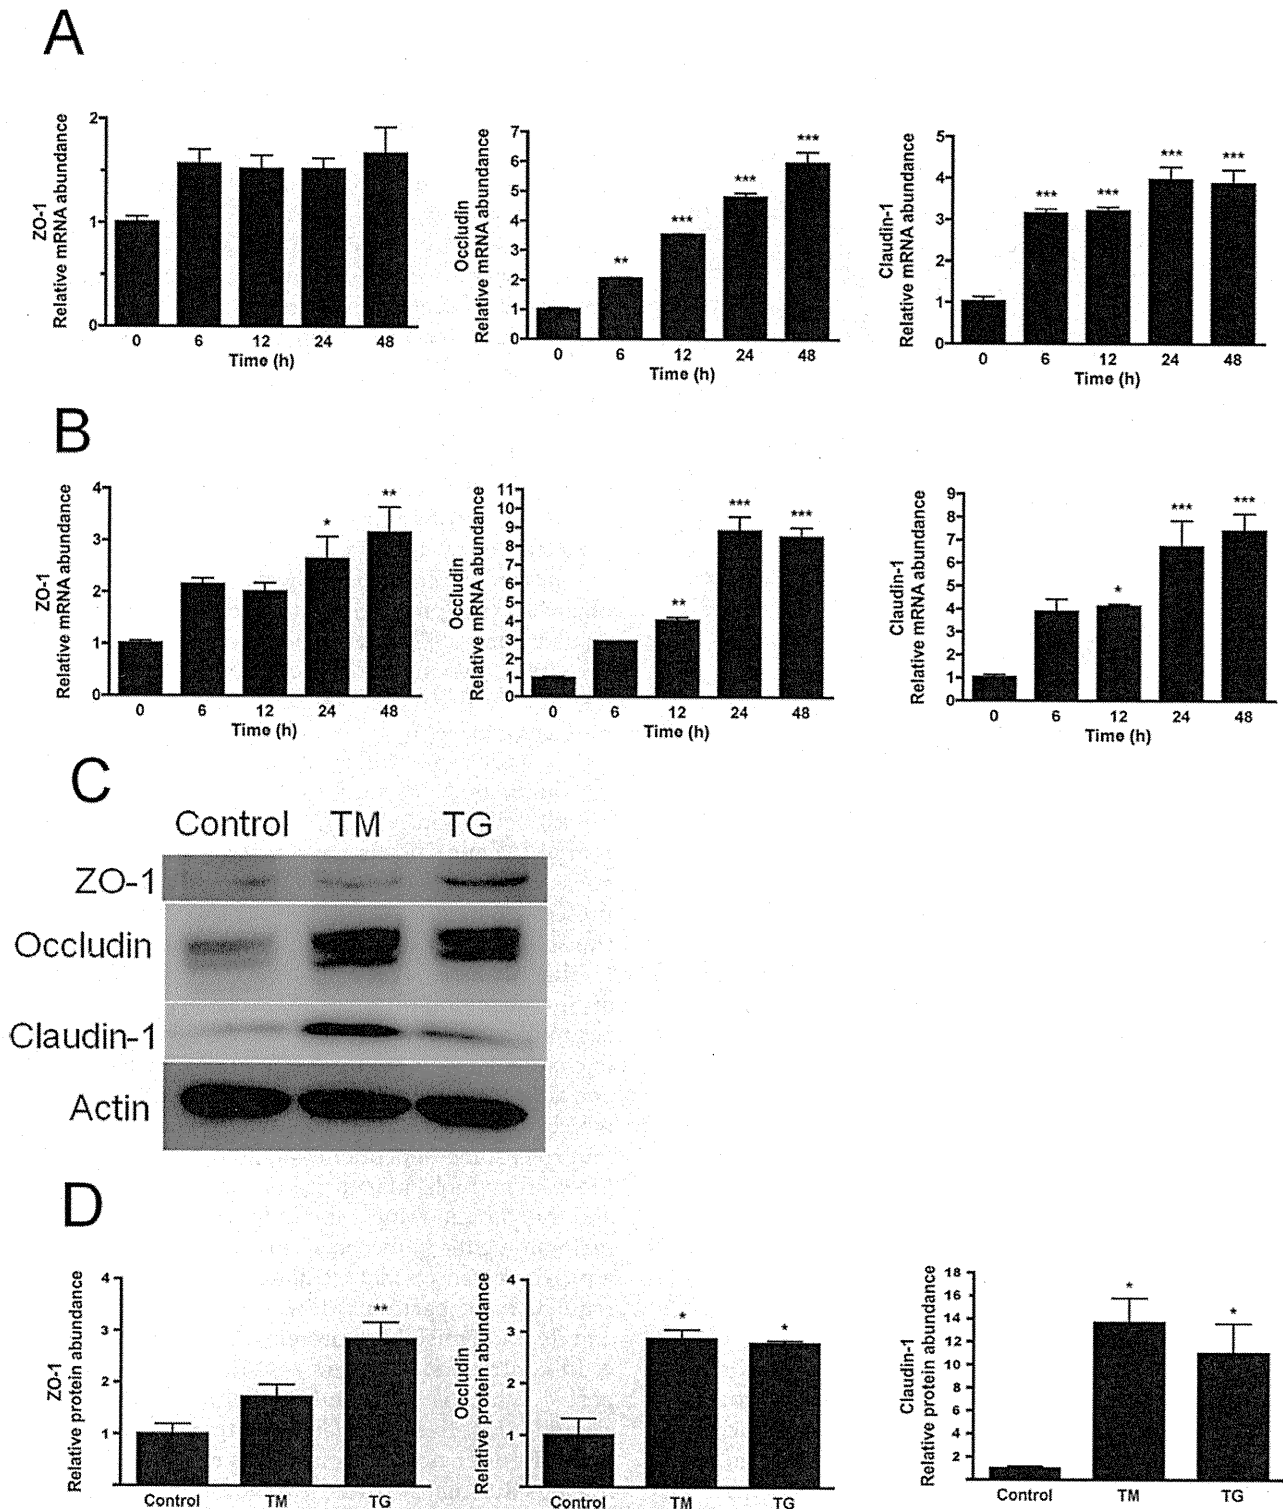 A
ZO-1
Relative mRNA abundance
2
1
0
0 6 12 24 48
Time (h)
Occludin
Relative mRNA abundance
7
6
5
4
3
2
1
0
** *** *** ***
0 6 12 24 48
Time (h)
Claudin-1
Relative mRNA abundance
5
4
3
2
1
0
*** *** *** ***
0 6 12 24 48
Time (h)
B
ZO-1
Relative mRNA abundance
4
3
2
1
0
* **
0 6 12 24 48
Time (h)
Occludin
Relative mRNA abundance
11
10
9
8
7
6
5
4
3
2
1
0
** *** ***
0 6 12 24 48
Time (h)
Claudin-1
Relative mRNA abundance
9
8
7
6
5
4
3
2
1
0
* *** ***
0 6 12 24 48
Time (h)
C
Control TM TG
ZO-1
Occludin
Claudin-1
Actin
D
ZO-1
Relative protein abundance
4
3
2
1
**
Control TM TG
Occludin
Relative protein abundance
4
3
2
1
* *
Control TM TG
Claudin-1
Relative protein abundance
18
16
14
12
10
8
6
4
2
* *
Control TM TG